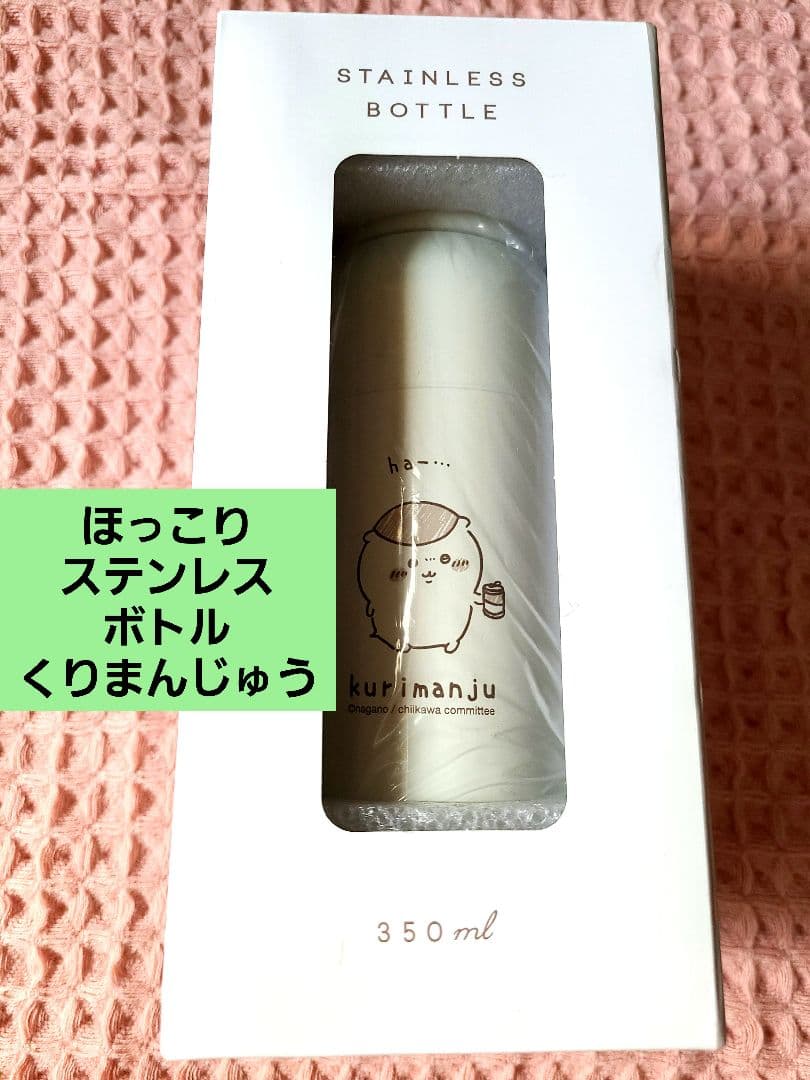 STAINLESS
BOTTLE
ha-…
ほっこり
ステンレス
ボトル
くりまんじゅう
kurimanju
©nagano / chiikawa committee
350ml